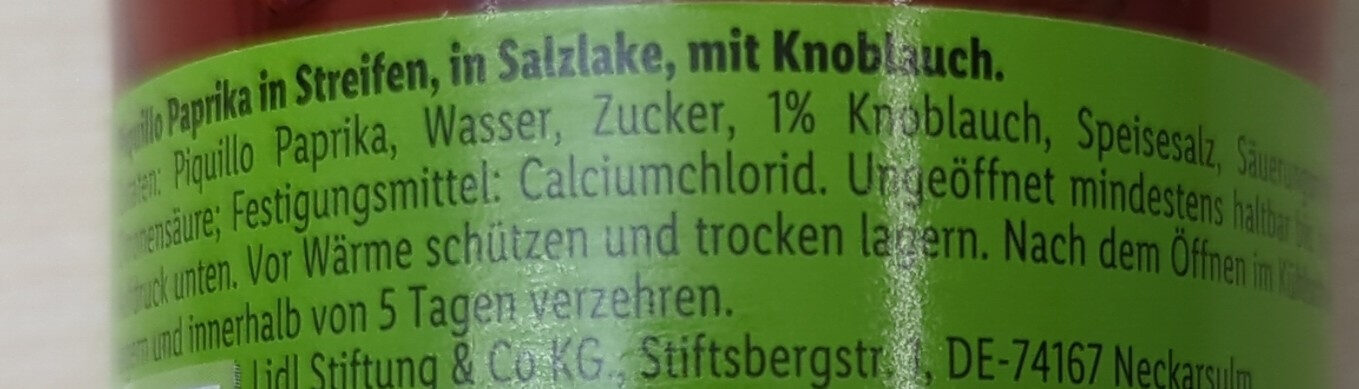 Piquillo Paprika in Streifen, in Salzlake, mit Knoblauch.
Piquillo Paprika, Wasser, Zucker, 1% Knoblauch, Speisesalz,
Festigungsmittel: Calciumchlorid. Ungeöffnet mindestens haltbar
unten. Vor Wärme schützen und trocken lagern. Nach dem Öffnen im
und innerhalb von 5 Tagen verzehren.
Lidl Stiftung & Co KG., Stiftsbergstr. 1, DE-74167 Neckarsulm